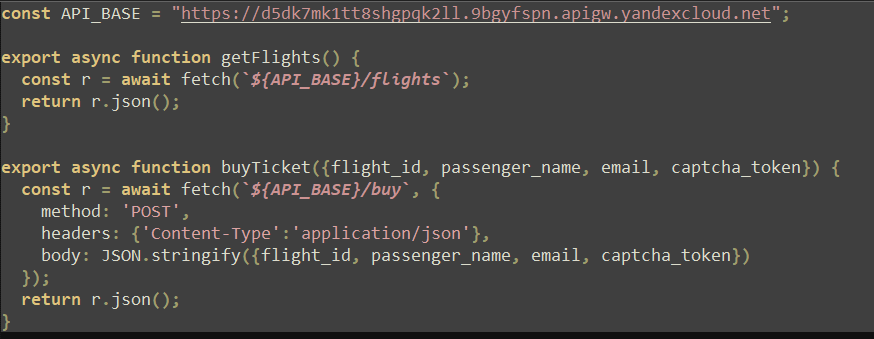 const API_BASE = "https://d5dk7mk1tt8shgpqk2ll.9bgyfspn.apigw.yandexcloud.net";
export async function getFlights() {
const r = await fetch(`${API_BASE}/flights`);
return r.json();
}
export async function buyTicket({flight_id, passenger_name, email, captcha_token}) {
const r = await fetch(`${API_BASE}/buy`, {
method: 'POST',
headers: {'Content-Type':'application/json'},
body: JSON.stringify({flight_id, passenger_name, email, captcha_token})
});
return r.json();
}